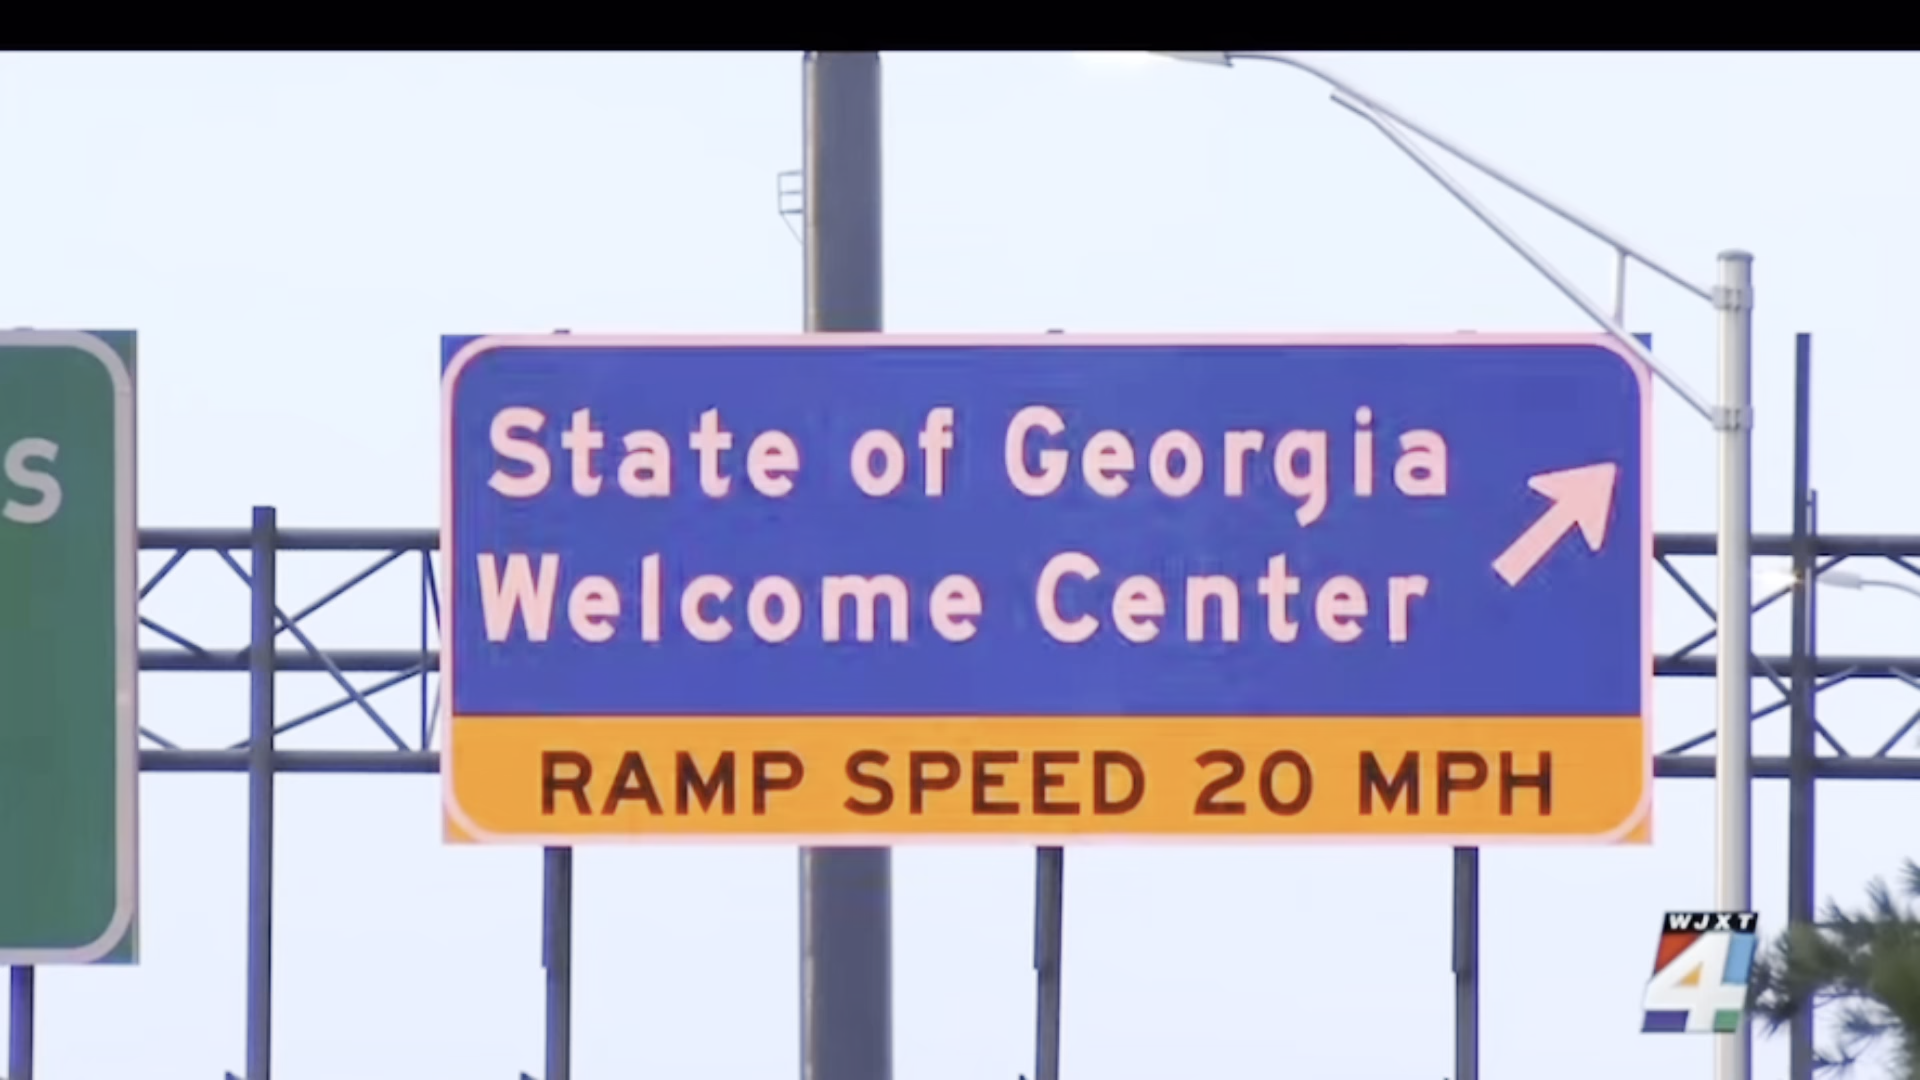 S
State of Georgia
Welcome Center
RAMP SPEED 20 MPH
WJXT
4